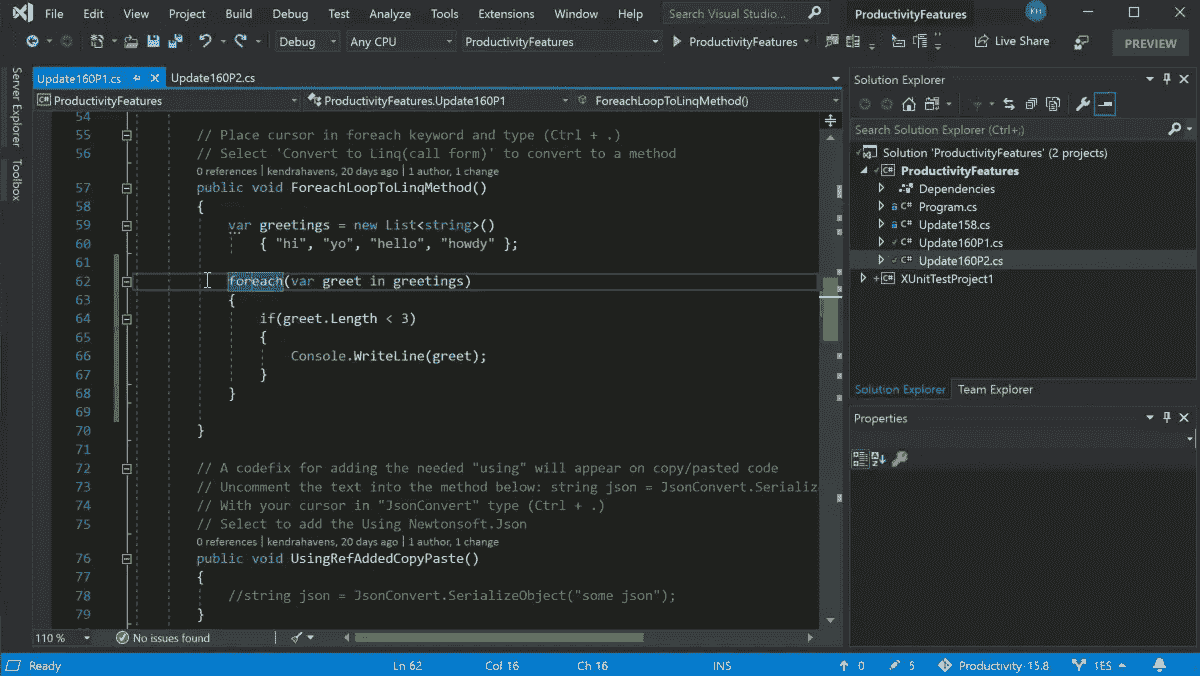 File Edit View Project Build Debug Test Analyze Tools Extensions Window Help Search Visual Studio... ProductivityFeatures KH
Debug Any CPU ProductivityFeatures ProductivityFeatures Live Share PREVIEW
Server Explorer
Toolbox
Update160P1.cs Update160P2.cs
C# ProductivityFeatures ProductivityFeatures.Update160P1 ForeachLoopToLinqMethod()
54
55 // Place cursor in foreach keyword and type (Ctrl + .)
56 // Select 'Convert to Linq(call form)' to convert to a method
0 references | kendrahavens, 20 days ago | 1 author, 1 change
57 public void ForeachLoopToLinqMethod()
58 {
59 var greetings = new List<string>()
60 { "hi", "yo", "hello", "howdy" };
61
62 foreach(var greet in greetings)
63 {
64 if(greet.Length < 3)
65 {
66 Console.WriteLine(greet);
67 }
68 }
69
70 }
71
72 // A codefix for adding the needed "using" will appear on copy/pasted code
73 // Uncomment the text into the method below: string json = JsonConvert.Serializ
74 // With your cursor in "JsonConvert" type (Ctrl + .)
75 // Select to add the Using Newtonsoft.Json
0 references | kendrahavens, 20 days ago | 1 author, 1 change
76 public void UsingRefAddedCopyPaste()
77 {
78 //string json = JsonConvert.SerializeObject("some json");
79 }
110 % No issues found
Solution Explorer
Search Solution Explorer (Ctrl+;)
Solution 'ProductivityFeatures' (2 projects)
C# ProductivityFeatures
Dependencies
C# Program.cs
C# Update158.cs
C# Update160P1.cs
C# Update160P2.cs
C# XUnitTestProject1
Solution Explorer Team Explorer
Properties
Ready Ln 62 Col 16 Ch 16 INS 0 5 Productivity-15.8 1ES